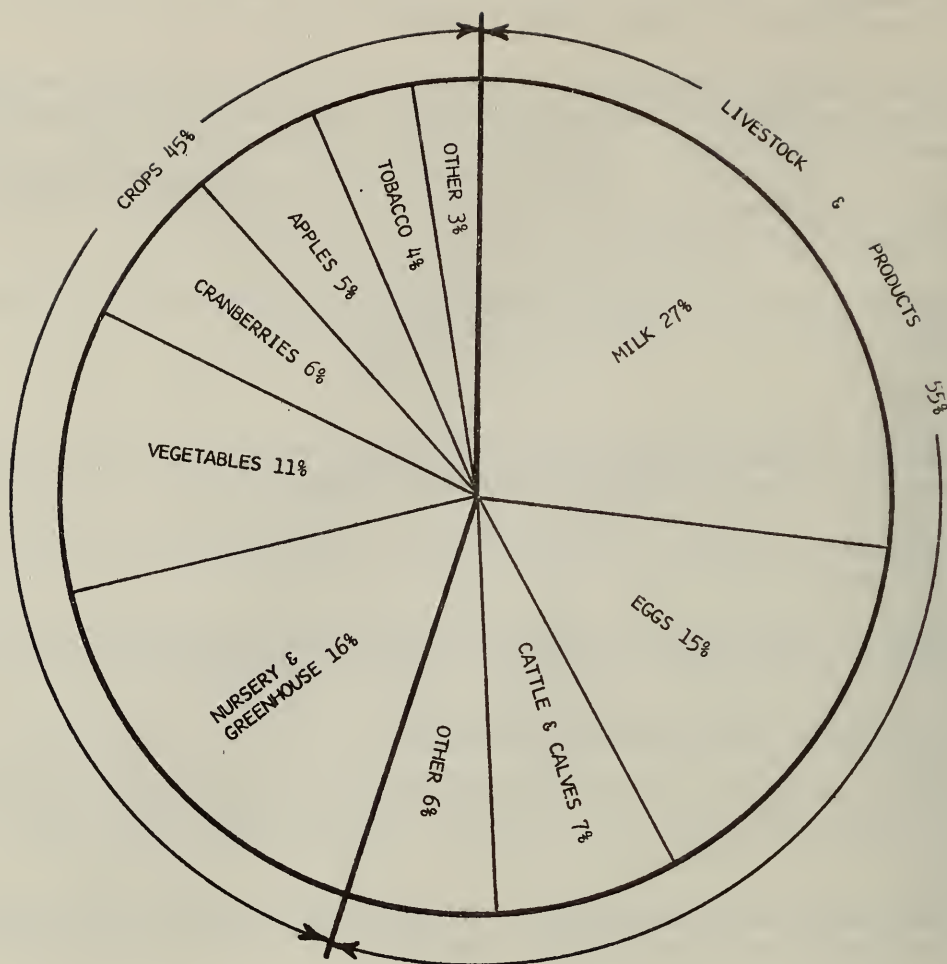 CROPS 45%
LIVESTOCK
&
PRODUCTS
55%
OTHER 3%
TOBACCO 4%
APPLES 5%
CRANBERRIES 6%
VEGETABLES 11%
NURSERY &
GREENHOUSE 16%
MILK 27%
EGGS 15%
CATTLE & CALVES 7%
OTHER 6%